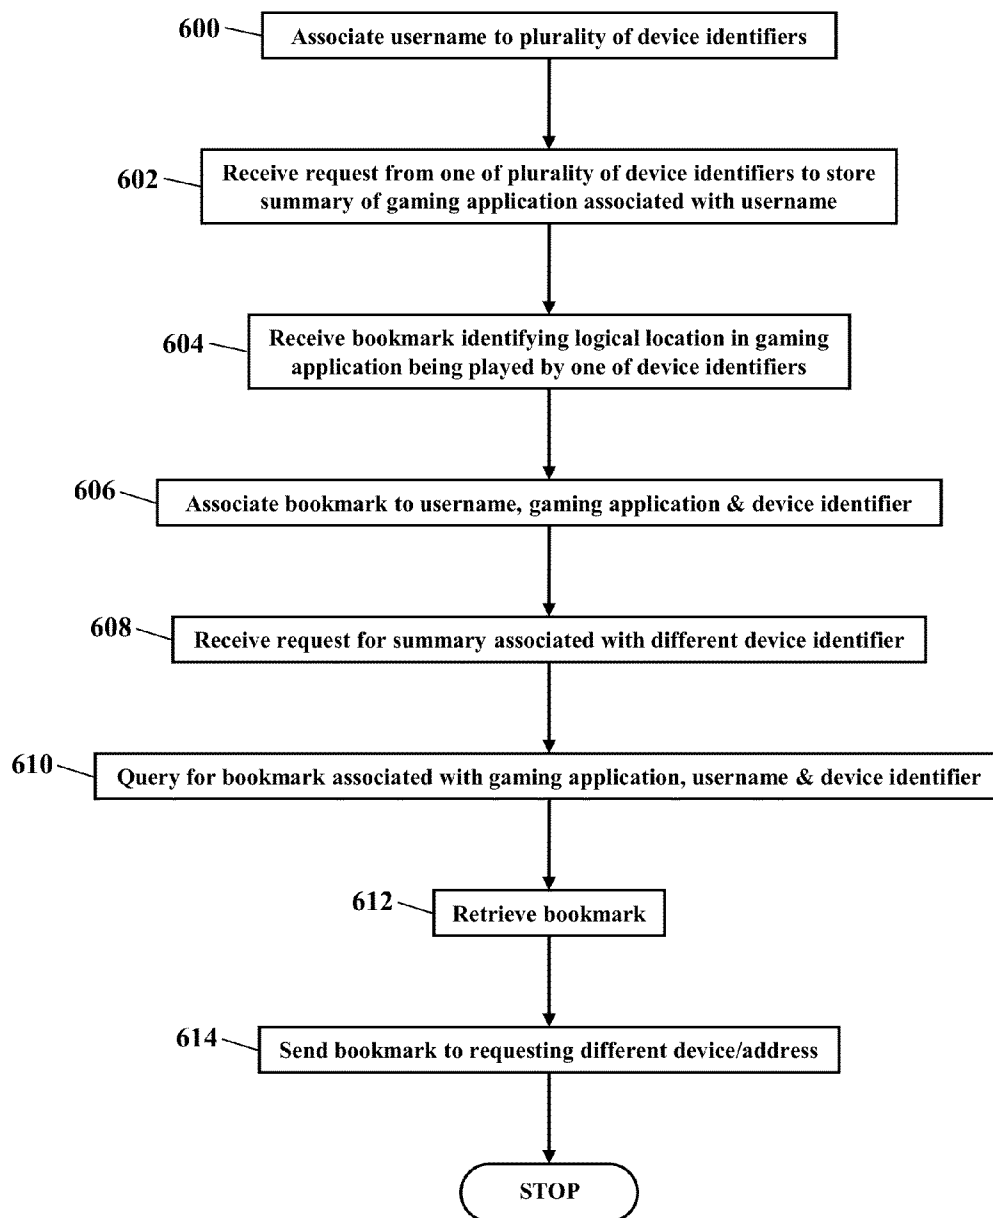 600
Associate username to plurality of device identifiers
602
Receive request from one of plurality of device identifiers to store
summary of gaming application associated with username
604
Receive bookmark identifying logical location in gaming
application being played by one of device identifiers
606
Associate bookmark to username, gaming application & device identifier
608
Receive request for summary associated with different device identifier
610
Query for bookmark associated with gaming application, username & device identifier
612
Retrieve bookmark
614
Send bookmark to requesting different device/address
STOP